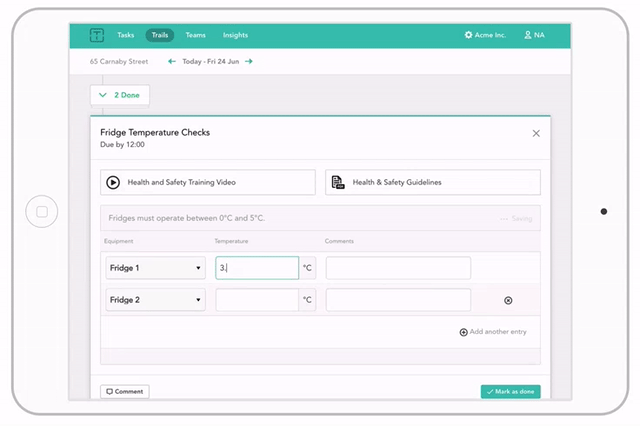 Tasks Trails Teams Insights Acme Inc. NA
65 Carnaby Street Today - Fri 24 Jun
2 Done
Fridge Temperature Checks
Due by 12:00
Health and Safety Training Video Health & Safety Guidelines
Fridges must operate between 0°C and 5°C. — Saving
Equipment Temperature Comments
Fridge 1 3. °C
Fridge 2 °C
Add another entry
Comment Mark as done